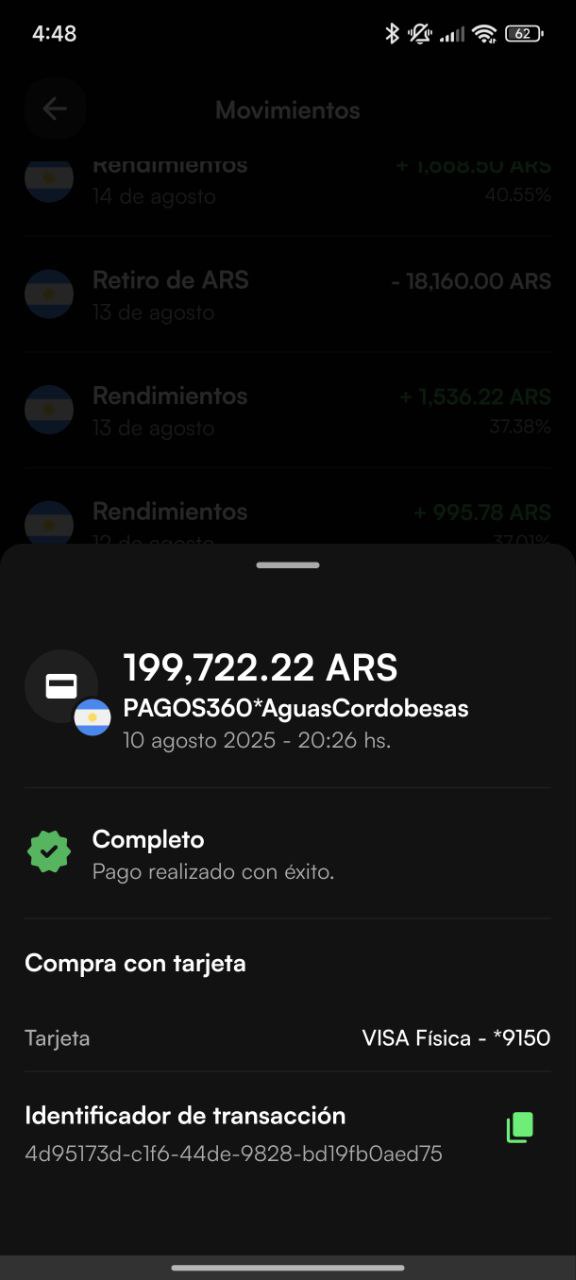 4:48
62
Movimientos
Rendimientos
+ 1,668.50 ARS
14 de agosto
40.55%
Retiro de ARS
- 18,160.00 ARS
13 de agosto
Rendimientos
+ 1,536.22 ARS
13 de agosto
37.38%
Rendimientos
+ 995.78 ARS
12 de agosto
37.01%
199,722.22 ARS
PAGOS360*AguasCordobesas
10 agosto 2025 - 20:26 hs.
Completo
Pago realizado con éxito.
Compra con tarjeta
Tarjeta
VISA Física - *9150
Identificador de transacción
4d95173d-c1f6-44de-9828-bd19fb0aed75